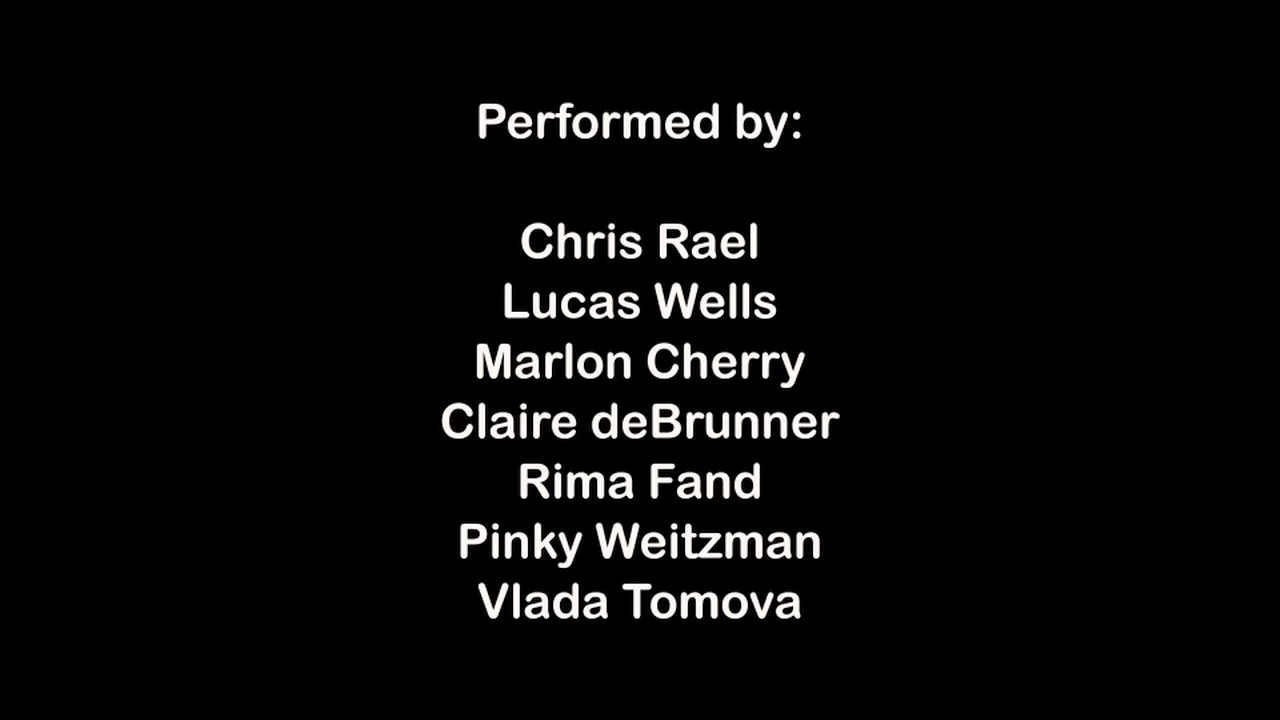 Performed by:
Chris Rael
Lucas Wells
Marlon Cherry
Claire deBrunner
Rima Fand
Pinky Weitzman
Vlada Tomova